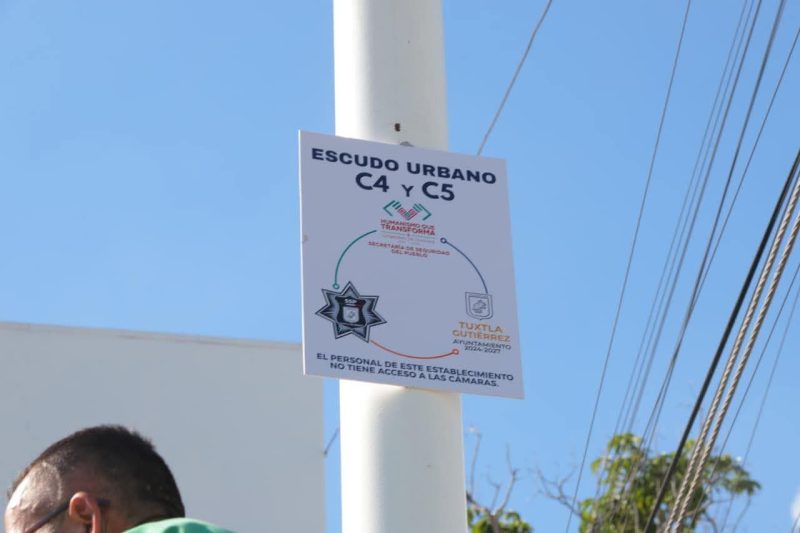 ESCUDO URBANO
C4 Y C5
HUMANISMO QUE
TRANSFORMA
SECRETARÍA DE SEGURIDAD
DEL PUEBLO
SSP
TUXTLA
GUTIÉRREZ
AYUNTAMIENTO
2024-2027
EL PERSONAL DE ESTE ESTABLECIMIENTO
NO TIENE ACCESO A LAS CÁMARAS.